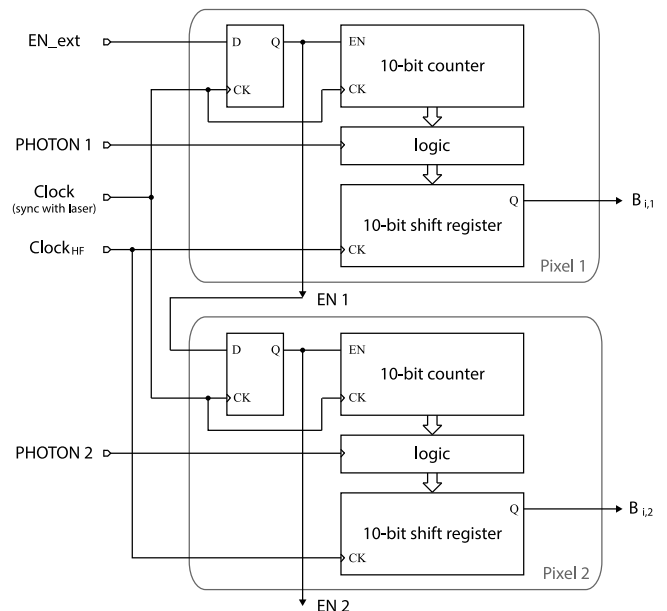 EN_ext
D
Q
EN
10-bit counter
CK
CK
PHOTON 1
logic
Clock
(sync with laser)
Q
B i,1
10-bit shift register
Clock HF
CK
Pixel 1
EN 1
D
Q
EN
10-bit counter
CK
CK
PHOTON 2
logic
Q
B i,2
10-bit shift register
CK
Pixel 2
EN 2